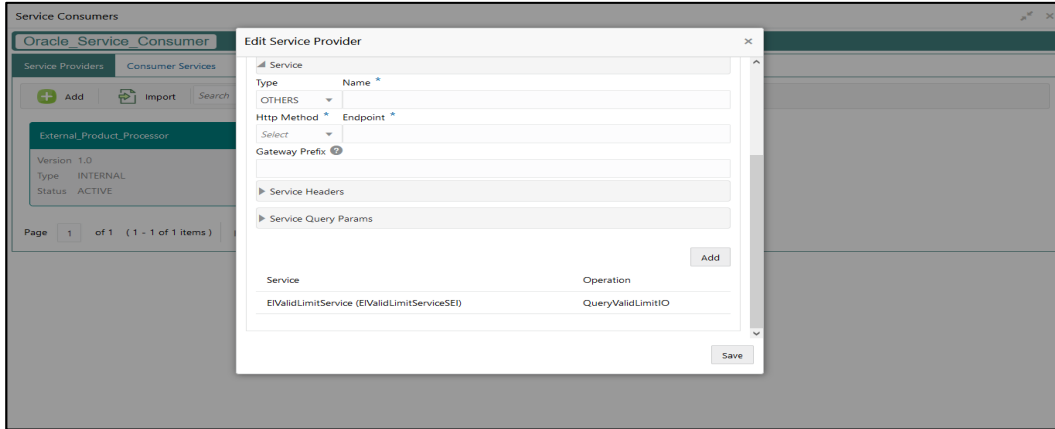 Service Consumers
Oracle_Service_Consumer
Service Providers Consumer Services
Add Import Search
External_Product_Processor
Version 1.0
Type INTERNAL
Status ACTIVE
Page 1 of 1 (1 - 1 of 1 items)
Edit Service Provider
Service
Type Name *
OTHERS
Http Method * Endpoint *
Select
Gateway Prefix ?
Service Headers
Service Query Params
Add
Service Operation
ElValidLimitService (ElValidLimitServiceSEI) QueryValidLimitIO
Save